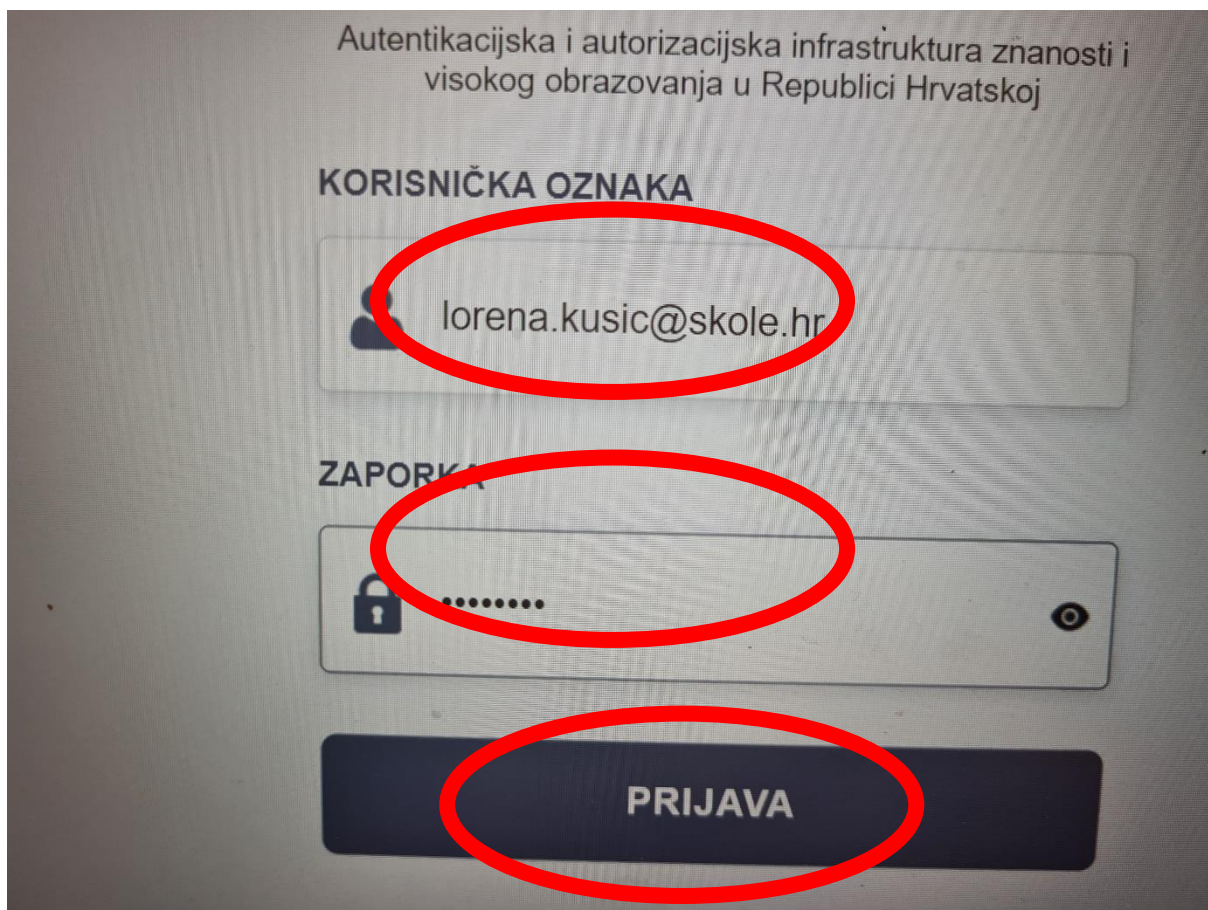 Autentikacijska i autorizacijska infrastruktura znanosti i
visokog obrazovanja u Republici Hrvatskoj
KORISNIČKA OZNAKA
lorena.kusic@skole.hr
ZAPORKA
••••••••
PRIJAVA